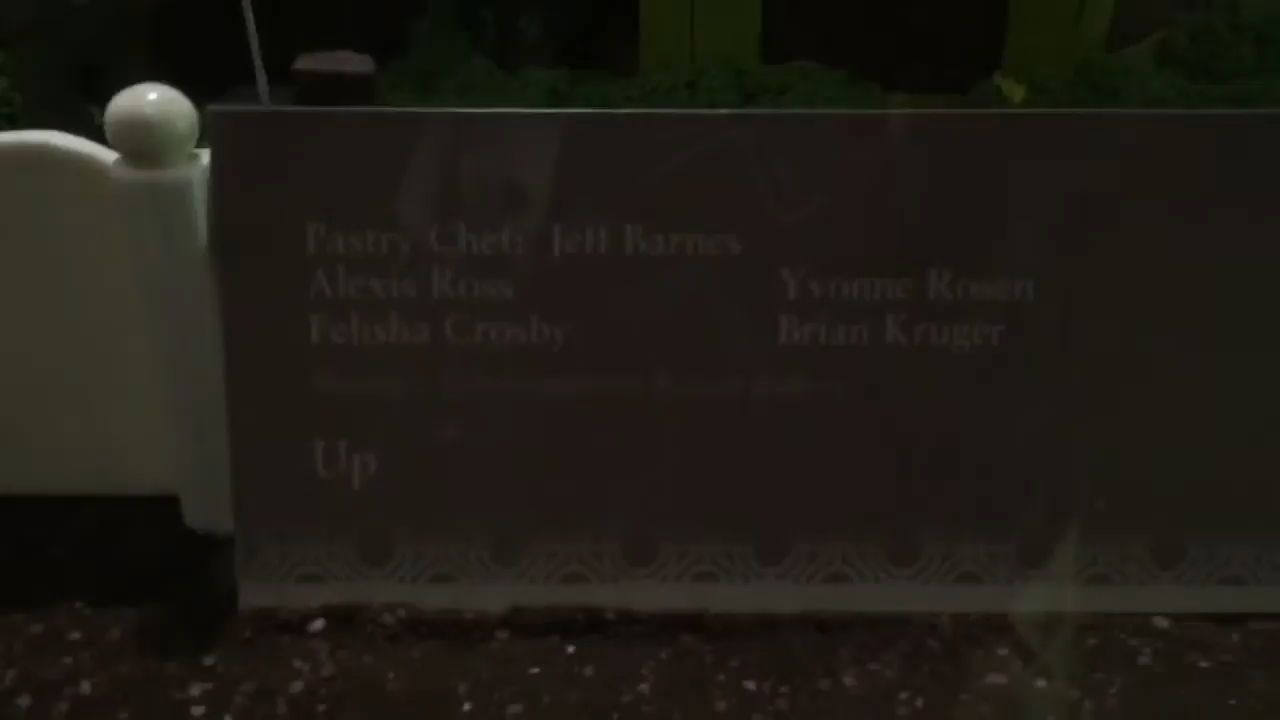 Pastry Chef: Jeff Barnes
Alexis Ross
Yvonne Rosen
Felisha Crosby
Brian Kruger
Up